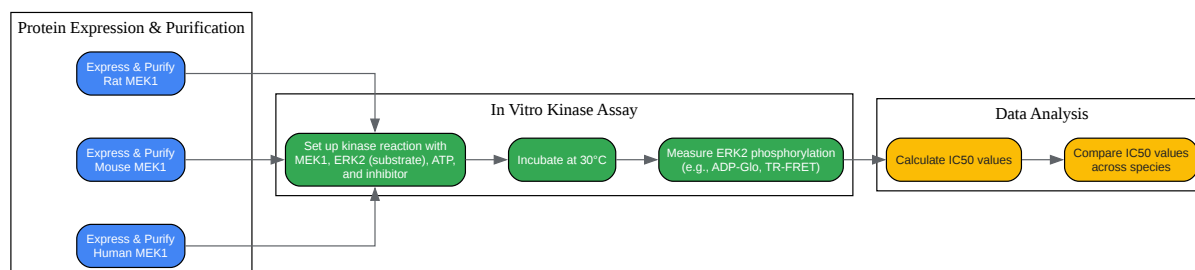 Protein Expression & Purification
Express & Purify
Rat MEK1
Express & Purify
Mouse MEK1
Express & Purify
Human MEK1
In Vitro Kinase Assay
Set up kinase reaction with
MEK1, ERK2 (substrate), ATP,
and inhibitor
Incubate at 30°C
Measure ERK2 phosphorylation
(e.g., ADP-Glo, TR-FRET)
Data Analysis
Calculate IC50 values
Compare IC50 values
across species